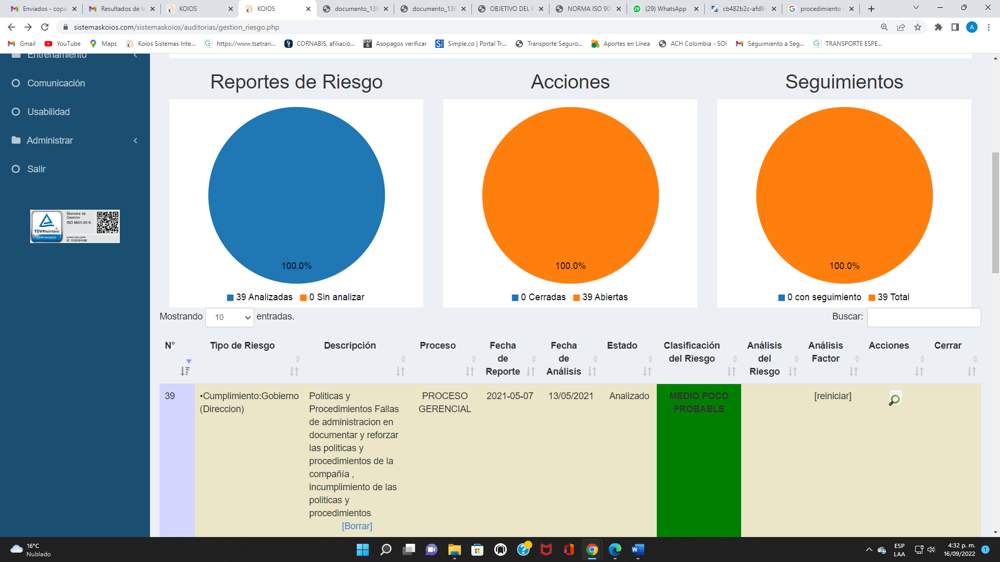 Enviados - copa
Resultados de la
KOIOS
KOIOS
documento_136
documento_136
OBJETIVO DEL P
NORMA ISO 900
(29) WhatsApp
cb482b2c-afd9-
procedimiento c
sistemaskoios.com/sistemaskoios/auditorias/gestion_riesgo.php
A
Gmail
YouTube
Maps
Koios Sistemas Inte...
https://www.tsetran...
CORNABIS, afiliació...
Asopagos verificar
Simple.co | Portal Tr...
Transporte Seguro...
Aportes en Línea
ACH Colombia - SOI
Seguimiento a Seg...
TRANSPORTE ESPE...
Entrenamiento
Comunicación
Usabilidad
Administrar
Salir
TÜVRheinland
CERTIFICADO
Sistema de
Gestión
ISO 9001:2015
www.tuv.com
Reportes de Riesgo
Acciones
Seguimientos
100.0%
100.0%
100.0%
39 Analizadas 0 Sin analizar
0 Cerradas 39 Abiertas
0 con seguimiento 39 Total
Mostrando 10 entradas.
Buscar:
N°
Tipo de Riesgo
Descripción
Proceso
Fecha
de
Reporte
Fecha
de
Análisis
Estado
Clasificación
del Riesgo
Análisis
del
Riesgo
Análisis
Factor
Acciones
Cerrar
39
•Cumplimiento:Gobierno
(Direccion)
Politicas y
Procedimientos Fallas
de administracion en
documentar y reforzar
las politicas y
procedimientos de la
compañía ,
incumplimiento de las
politicas y
procedimientos
[Borrar]
PROCESO
GERENCIAL
2021-05-07
13/05/2021
Analizado
MEDIO POCO
PROBABLE
[reiniciar]
16°C
Nublado
ESP
LAA
4:32 p. m.
16/09/2022
1